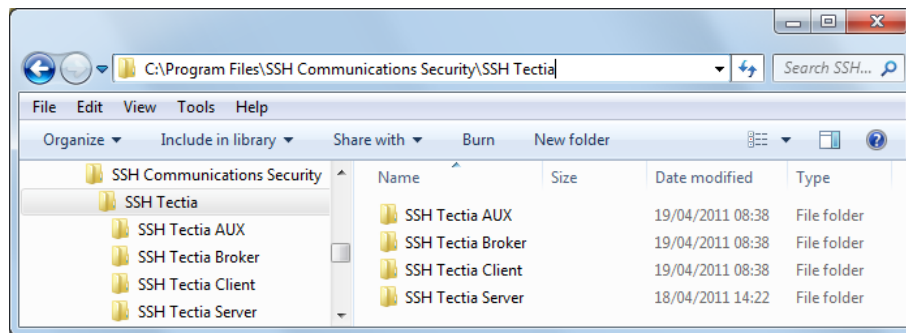 C:\Program Files\SSH Communications Security\SSH Tectia
Search SSH...
File Edit View Tools Help
Organize Include in library Share with Burn New folder
SSH Communications Security
SSH Tectia
SSH Tectia AUX
SSH Tectia Broker
SSH Tectia Client
SSH Tectia Server
Name Size Date modified Type
SSH Tectia AUX 19/04/2011 08:38 File folder
SSH Tectia Broker 19/04/2011 08:38 File folder
SSH Tectia Client 19/04/2011 08:38 File folder
SSH Tectia Server 18/04/2011 14:22 File folder